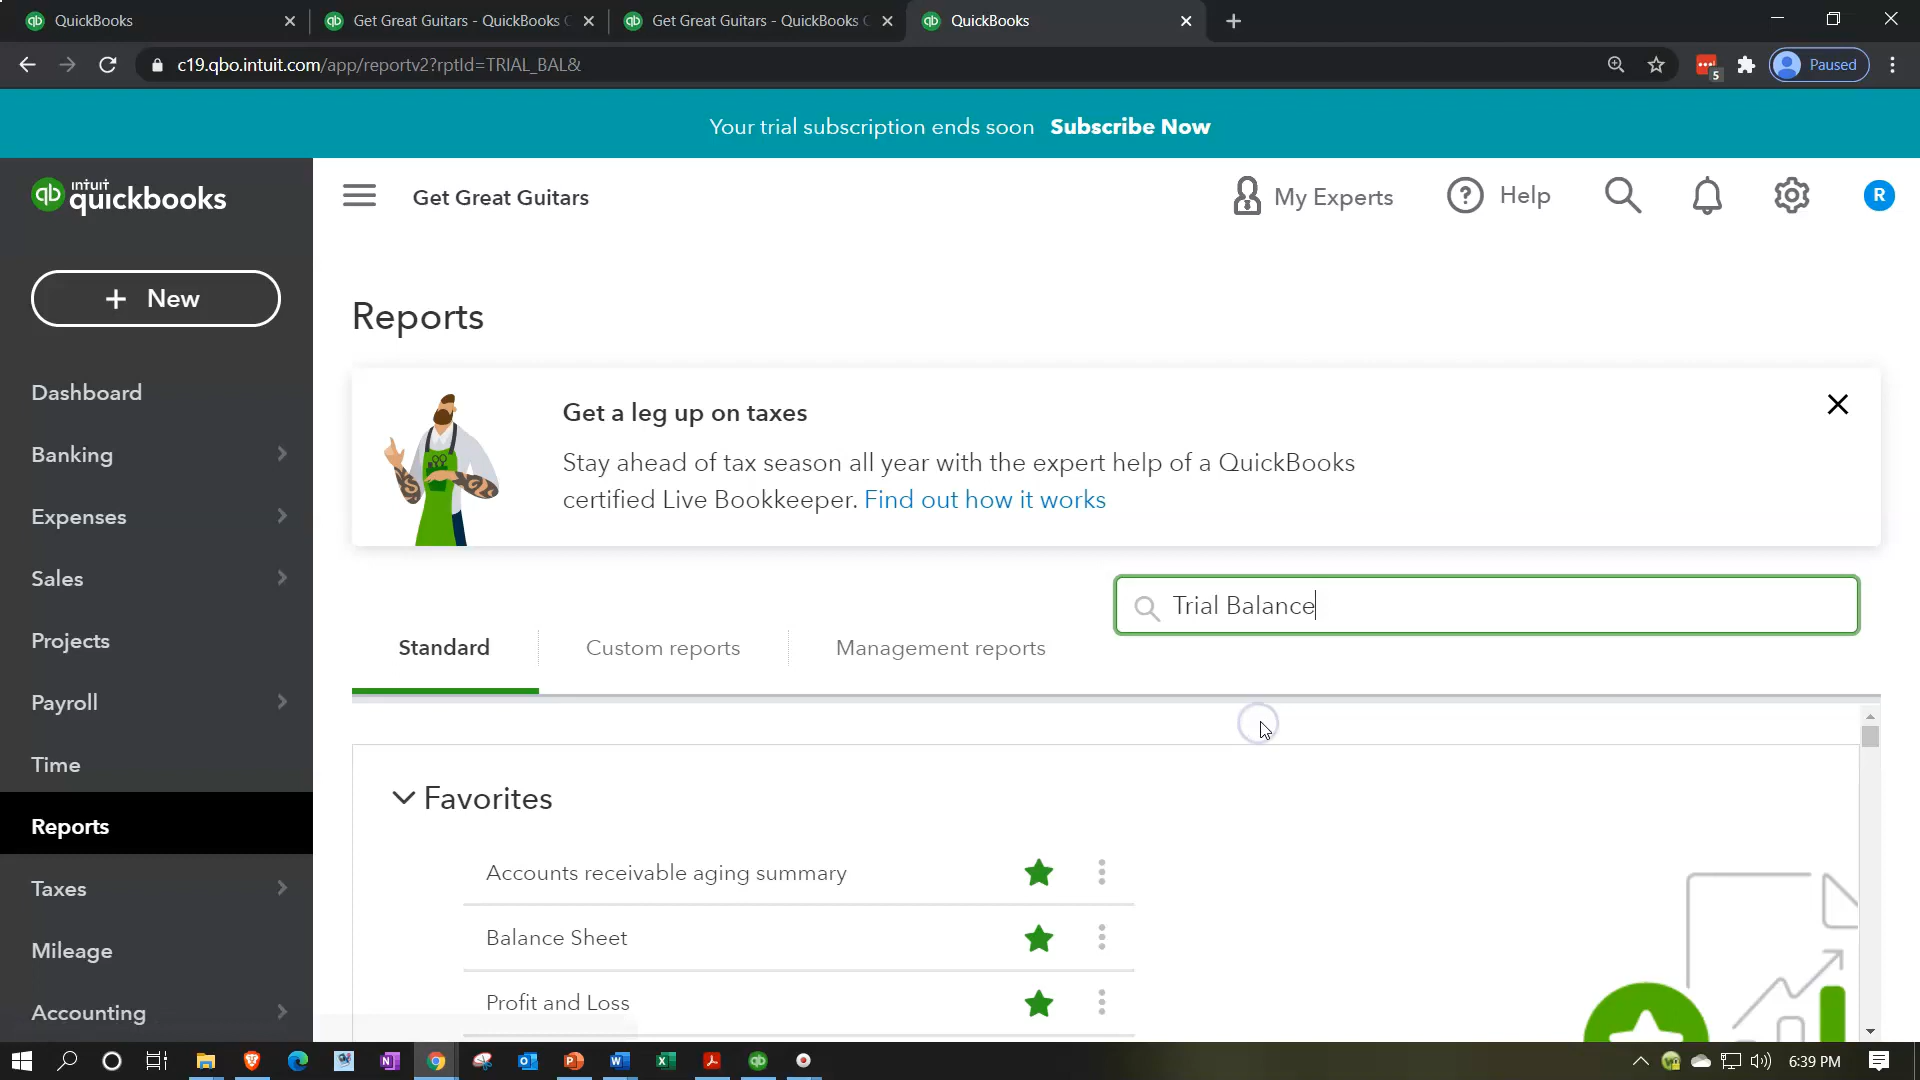 QuickBooks
Get Great Guitars - QuickBooks
Get Great Guitars - QuickBooks
QuickBooks
c19.qbo.intuit.com/app/reportv2?rptId=TRIAL_BAL&
5
Paused
Your trial subscription ends soon Subscribe Now
qb intuit quickbooks
Get Great Guitars
My Experts
Help
R
+ New
Reports
Dashboard
Banking
Expenses
Sales
Projects
Payroll
Time
Reports
Taxes
Mileage
Accounting
Get a leg up on taxes
Stay ahead of tax season all year with the expert help of a QuickBooks
certified Live Bookkeeper. Find out how it works
Trial Balance
Standard
Custom reports
Management reports
Favorites
Accounts receivable aging summary
Balance Sheet
Profit and Loss
6:39 PM